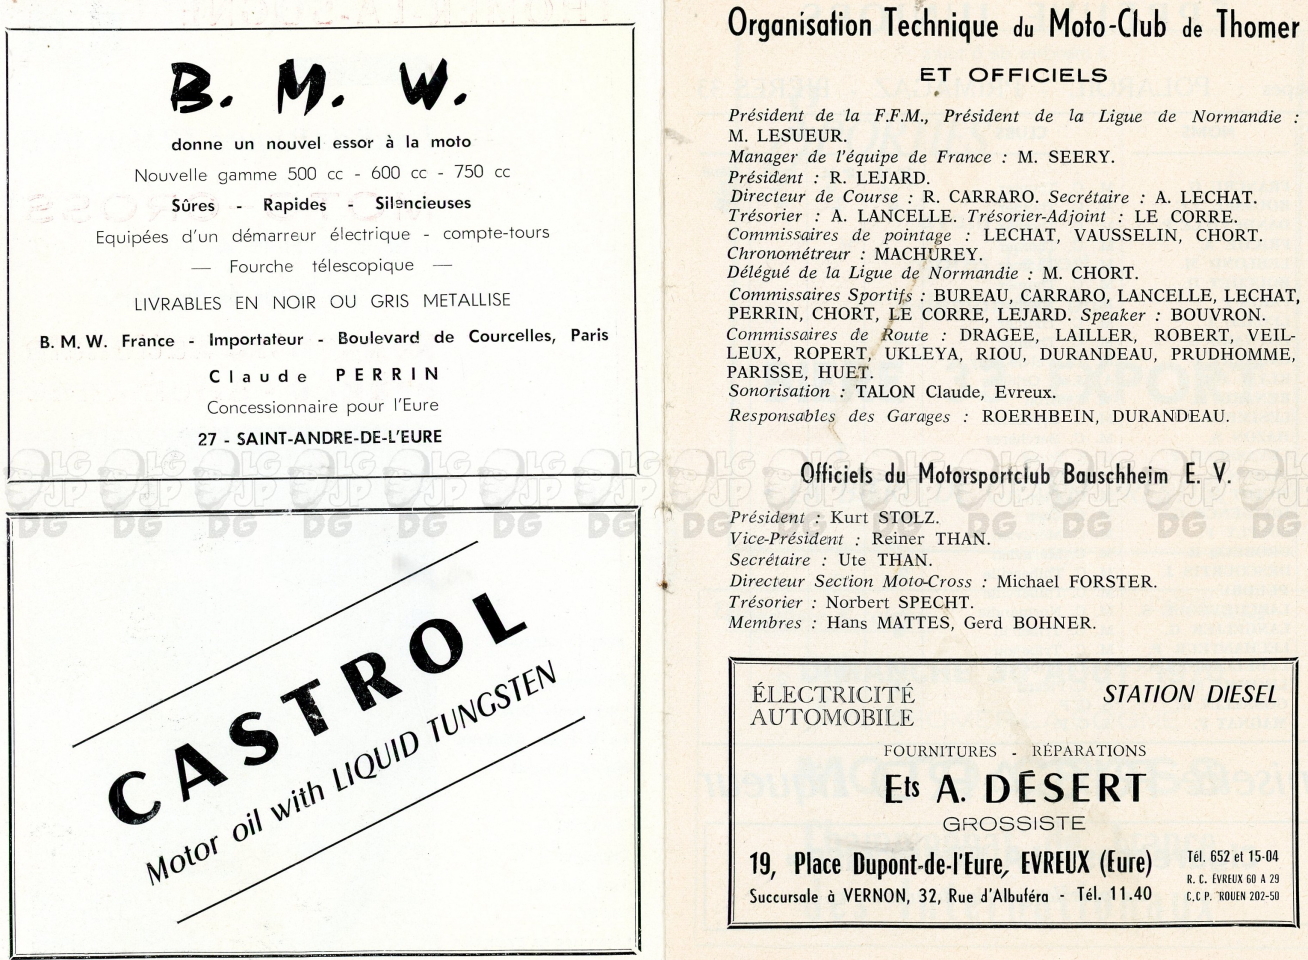 B. M. W.
donne un nouvel essor à la moto
Nouvelle gamme 500 cc - 600 cc - 750 cc
Sûres - Rapides - Silencieuses
Equipées d'un démarreur électrique - compte-tours
— Fourche télescopique —
LIVRABLES EN NOIR OU GRIS METALLISE
B. M. W. France - Importateur - Boulevard de Courcelles, Paris
Claude PERRIN
Concessionnaire pour l'Eure
27 - SAINT-ANDRE-DE-L'EURE
CASTROL
Motor oil with LIQUID TUNGSTEN
Organisation Technique du Moto-Club de Thomer
ET OFFICIELS
Président de la F.F.M., Président de la Ligue de Normandie :
M. LESUEUR.
Manager de l'équipe de France : M. SEERY.
Président : R. LEJARD.
Directeur de Course : R. CARRARO. Secrétaire : A. LECHAT.
Trésorier : A. LANCELLE. Trésorier-Adjoint : LE CORRE.
Commissaires de pointage : LECHAT, VAUSSELIN, CHORT.
Chronométreur : MACHUREY.
Délégué de la Ligue de Normandie : M. CHORT.
Commissaires Sportifs : BUREAU, CARRARO, LANCELLE, LECHAT,
PERRIN, CHORT, LE CORRE, LEJARD. Speaker : BOUVRON.
Commissaires de Route : DRAGEE, LAILLER, ROBERT, VEIL-
LEUX, ROPERT, UKLEYA, RIOU, DURANDEAU, PRUDHOMME,
PARISSE, HUET.
Sonorisation : TALON Claude, Evreux.
Responsables des Garages : ROERHBEIN, DURANDEAU.
Officiels du Motorsportclub Bauschheim E. V.
Président : Kurt STOLZ.
Vice-Président : Reiner THAN.
Secrétaire : Ute THAN.
Directeur Section Moto-Cross : Michael FORSTER.
Trésorier : Norbert SPECHT.
Membres : Hans MATTES, Gerd BOHNER.
ÉLECTRICITÉ
AUTOMOBILE
STATION DIESEL
FOURNITURES - RÉPARATIONS
Ets A. DÉSERT
GROSSISTE
19, Place Dupont-de-l'Eure, EVREUX (Eure)
Succursale à VERNON, 32, Rue d'Albuféra - Tél. 11.40
Tél. 652 et 15-04
R. C. ÉVREUX 60 A 29
C.C P. ROUEN 202-50
LG JP DG